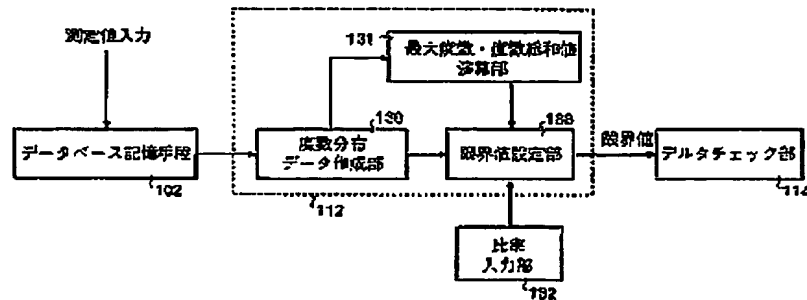 測定値入力
131
最大度数・度数総和値
演算部
130
度数分布
データ作成部
133
限界値設定部
限界値
データベース記憶手段
102
デルタチェック部
114
112
比率
入力部
132